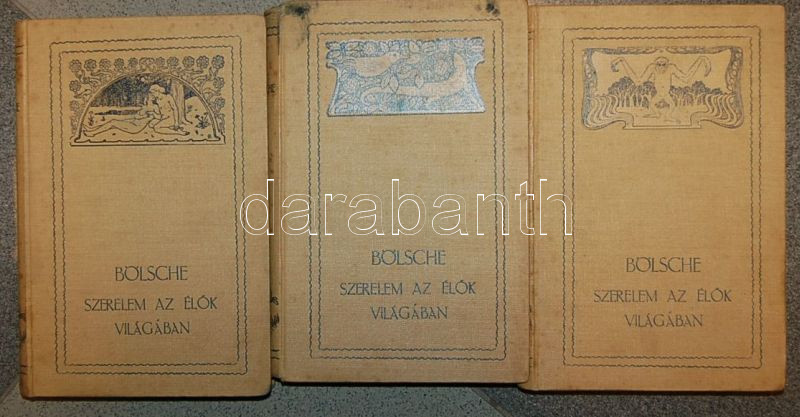 BÖLSCHE
SZERELEM AZ ÉLŐK
VILÁGÁBAN
BÖLSCHE
SZERELEM AZ ÉLŐK
VILÁGÁBAN
BÖLSCHE
SZERELEM AZ ÉLŐK
VILÁGÁBAN
darabanth